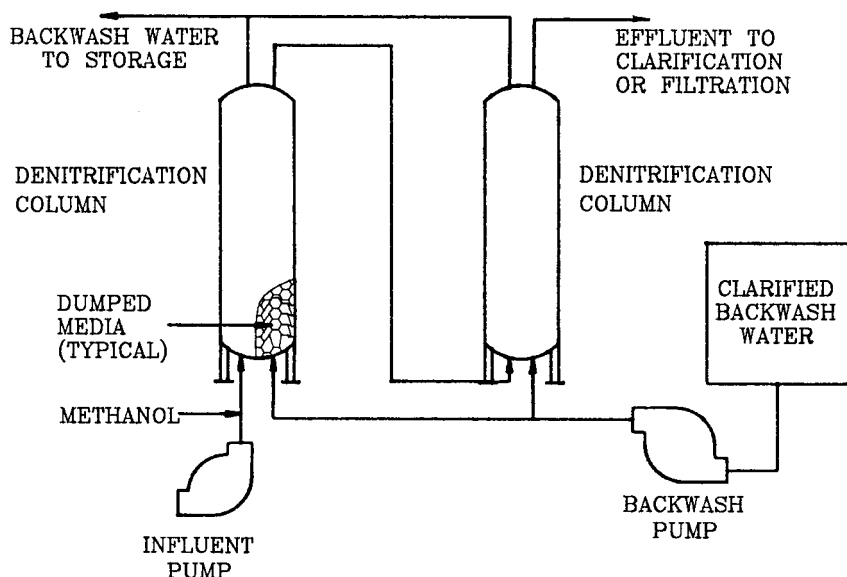 BACKWASH WATER
TO STORAGE
EFFLUENT TO
CLARIFICATION
OR FILTRATION
DENITRIFICATION
COLUMN
DENITRIFICATION
COLUMN
DUMPED
MEDIA
(TYPICAL)
CLARIFIED
BACKWASH
WATER
METHANOL
INFLUENT
PUMP
BACKWASH
PUMP